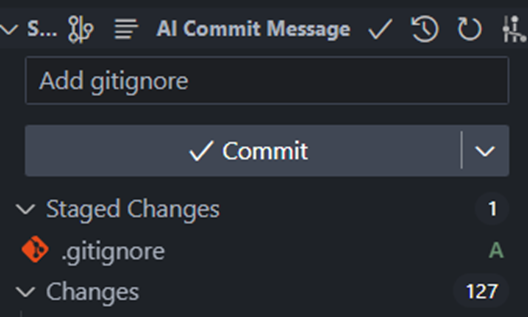 S... AI Commit Message
Add gitignore
Commit
Staged Changes 1
.gitignore A
Changes 127